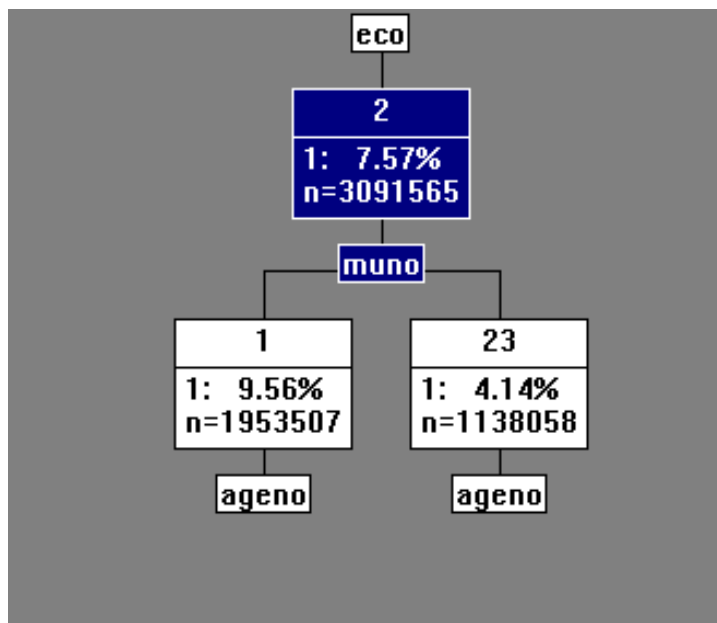 eco
2
1: 7.57%
n=3091565
muno
1
1: 9.56%
n=1953507
ageno
23
1: 4.14%
n=1138058
ageno